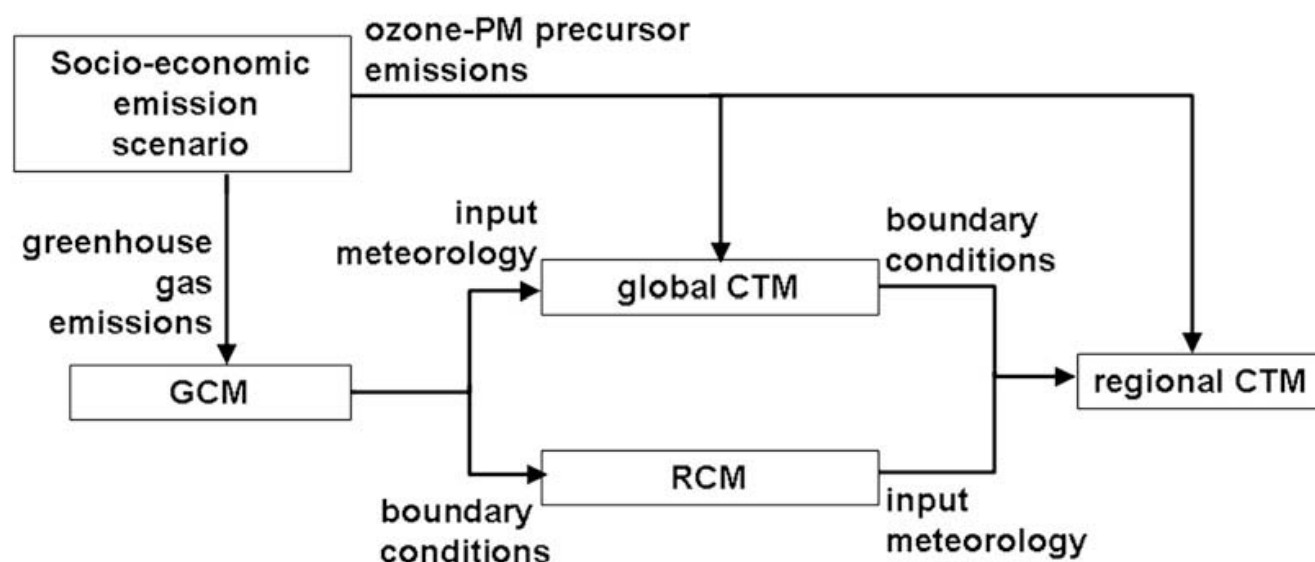 ozone-PM precursor
emissions
Socio-economic
emission
scenario
greenhouse
gas
emissions
input
meteorology
boundary
conditions
global CTM
GCM
regional CTM
RCM
boundary
conditions
input
meteorology